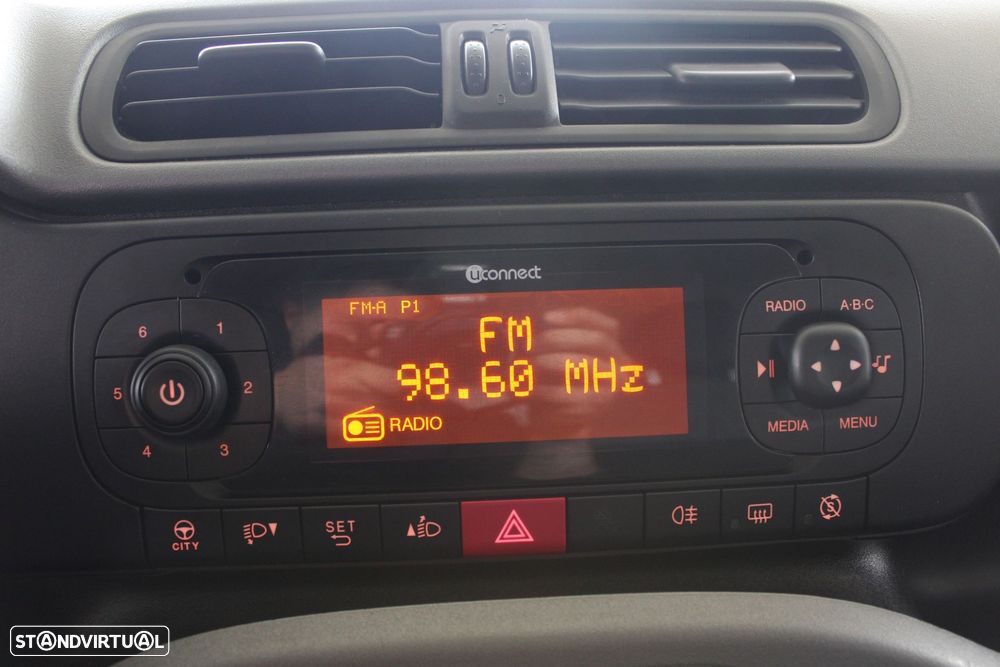 uconnect
FM-A P1
FM
98.60 MHz
RADIO
6 1
5 2
4 3
RADIO A·B·C
MEDIA MENU
CITY
SET
STANDVIRTUAL